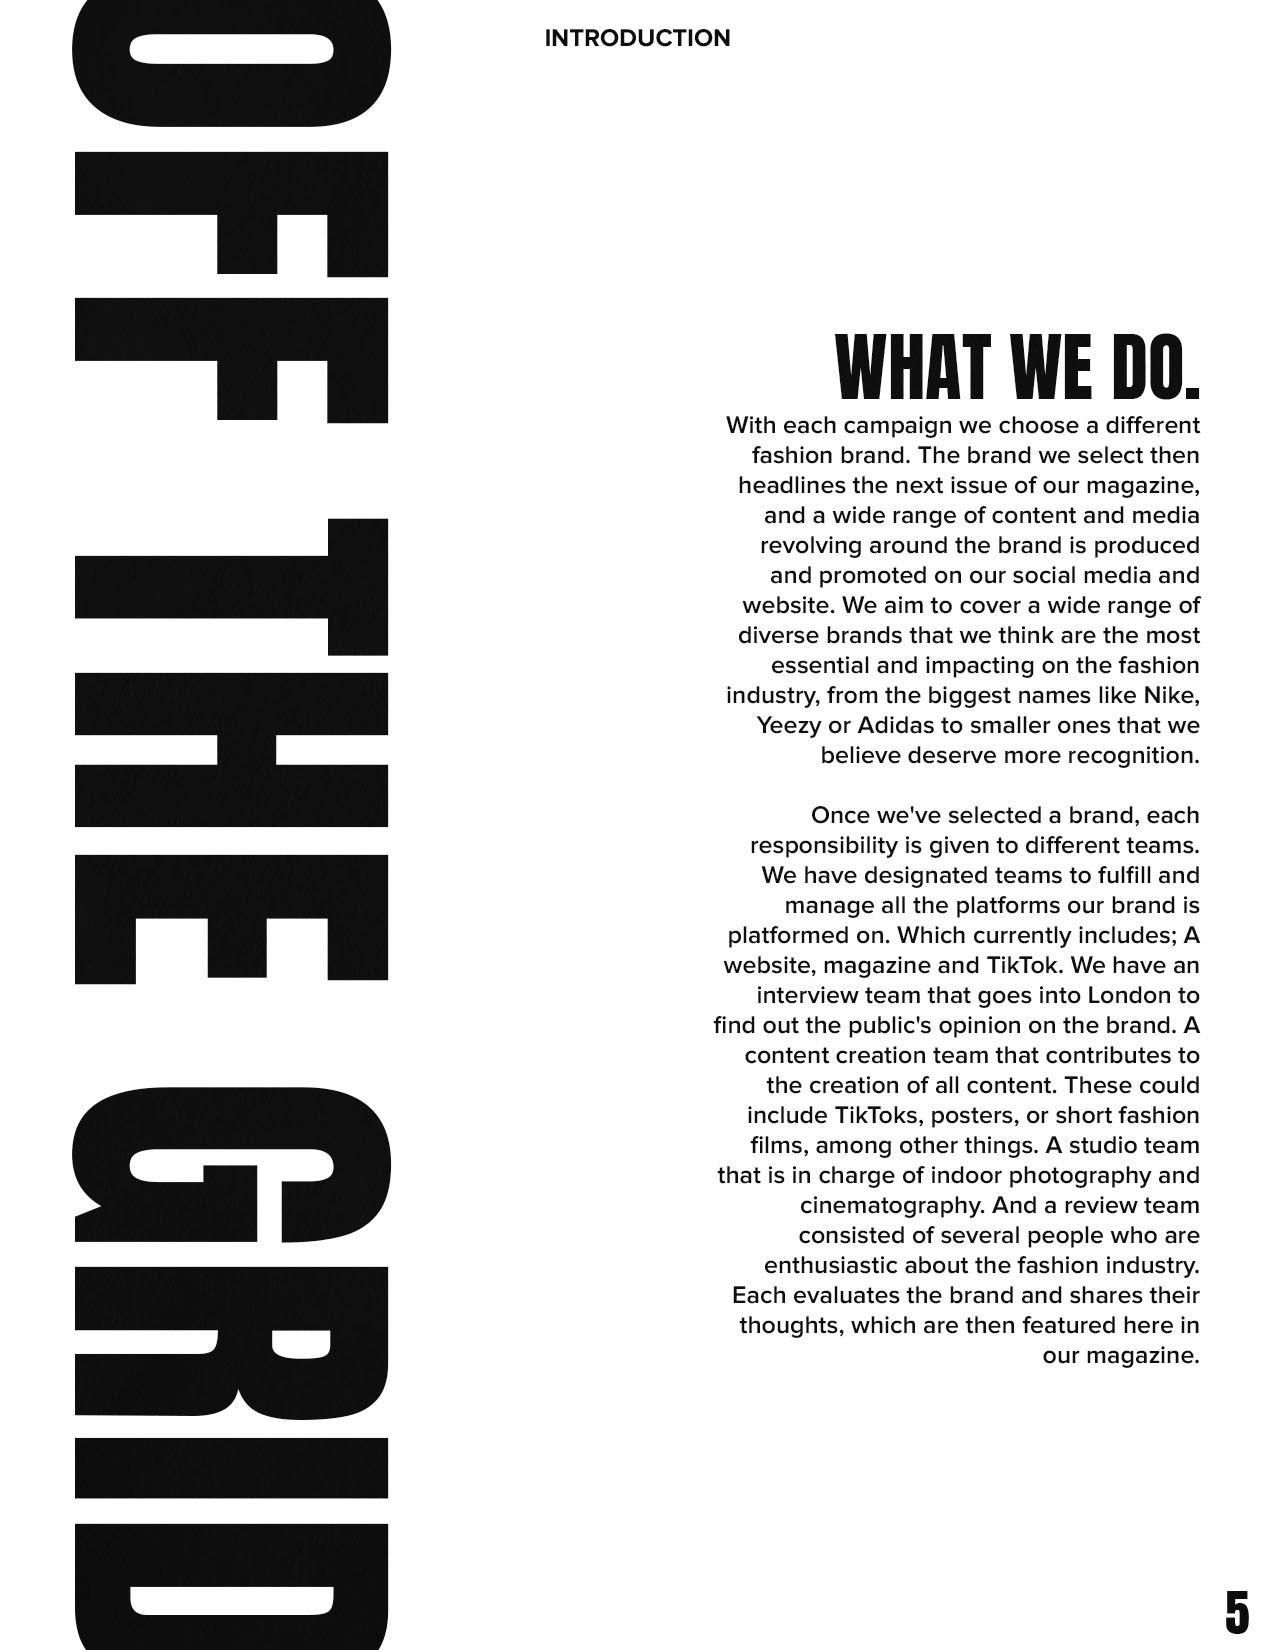 INTRODUCTION
OFF THE GRID
WHAT WE DO.
With each campaign we choose a different
fashion brand. The brand we select then
headlines the next issue of our magazine,
and a wide range of content and media
revolving around the brand is produced
and promoted on our social media and
website. We aim to cover a wide range of
diverse brands that we think are the most
essential and impacting on the fashion
industry, from the biggest names like Nike,
Yeezy or Adidas to smaller ones that we
believe deserve more recognition.
Once we've selected a brand, each
responsibility is given to different teams.
We have designated teams to fulfill and
manage all the platforms our brand is
platformed on. Which currently includes; A
website, magazine and TikTok. We have an
interview team that goes into London to
find out the public's opinion on the brand. A
content creation team that contributes to
the creation of all content. These could
include TikToks, posters, or short fashion
films, among other things. A studio team
that is in charge of indoor photography and
cinematography. And a review team
consisted of several people who are
enthusiastic about the fashion industry.
Each evaluates the brand and shares their
thoughts, which are then featured here in
our magazine.
5